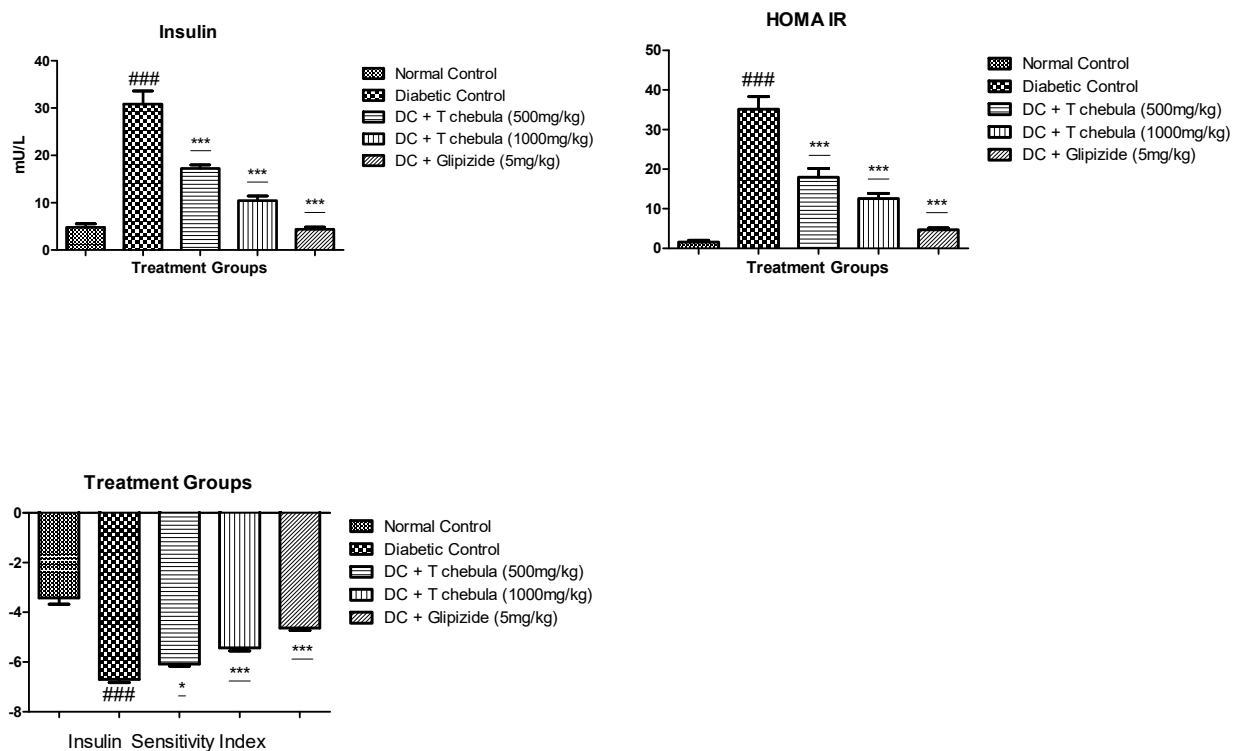 Insulin
40
30
20
10
0
mU/L
###
***
***
***
Treatment Groups
Normal Control
Diabetic Control
DC + T chebula (500mg/kg)
DC + T chebula (1000mg/kg)
DC + Glipizide (5mg/kg)
HOMA IR
50
40
30
20
10
0
###
***
***
***
Treatment Groups
Normal Control
Diabetic Control
DC + T chebula (500mg/kg)
DC + T chebula (1000mg/kg)
DC + Glipizide (5mg/kg)
Treatment Groups
0
-2
-4
-6
-8
###
*
***
***
Insulin Sensitivity Index
Normal Control
Diabetic Control
DC + T chebula (500mg/kg)
DC + T chebula (1000mg/kg)
DC + Glipizide (5mg/kg)